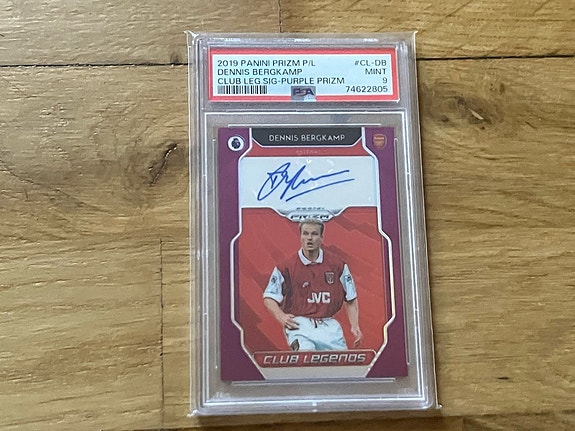 2019 PANINI PRIZM P/L #CL-DB
DENNIS BERGKAMP MINT
CLUB LEG SIG-PURPLE PRIZM 9
PSA 74622805
DENNIS BERGKAMP
PANINI
PRIZM
JVC
CLUB LEGENDS